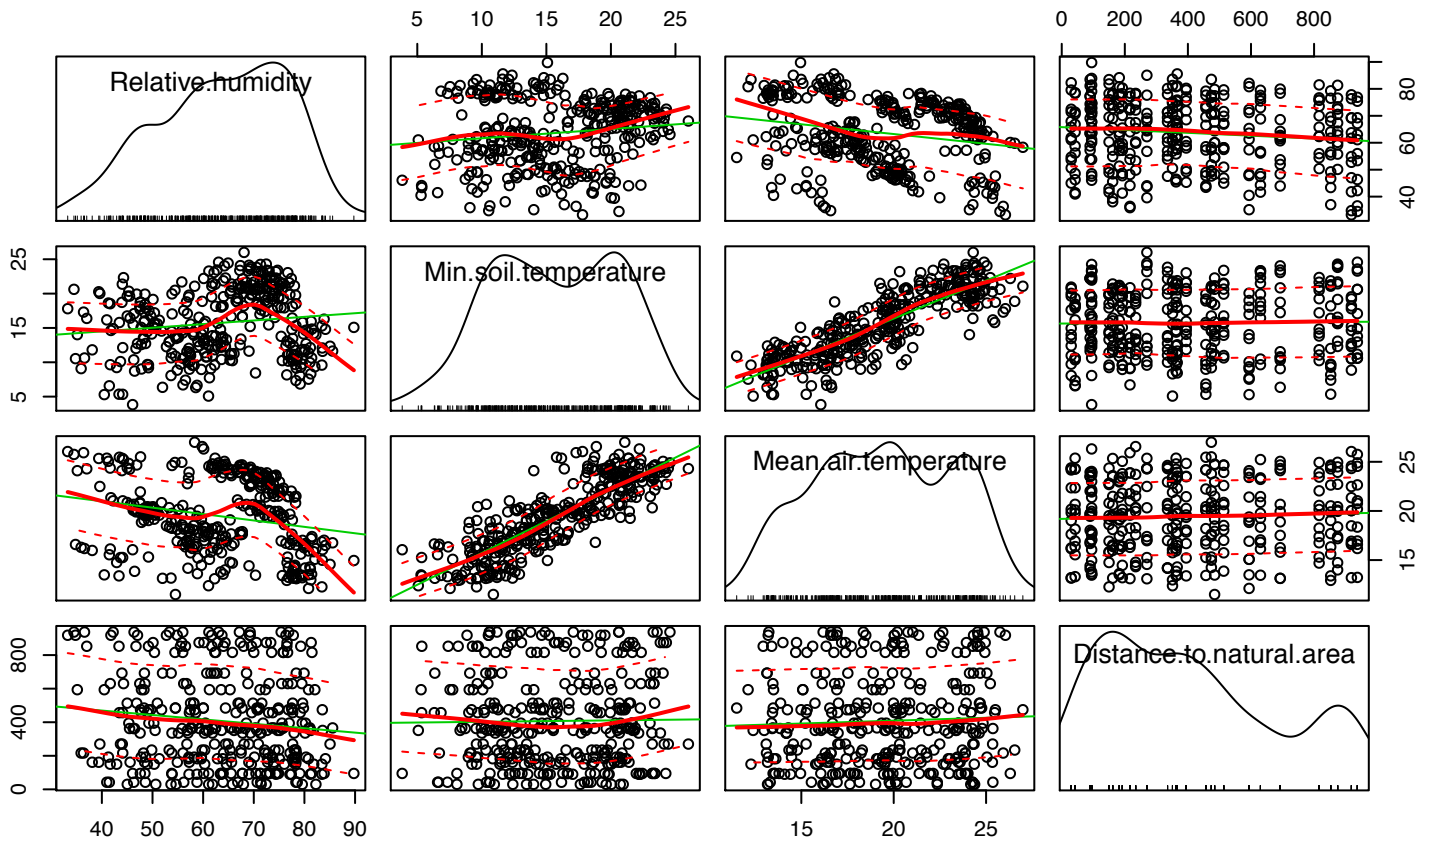 5 10 15 20 25
0 200 400 600 800
Relative.humidity
40 60 80
5 15 25
Min.soil.temperature
Mean.air.temperature
15 20 25
0 400 800
Distance.to.natural.area
40 50 60 70 80 90
15 20 25